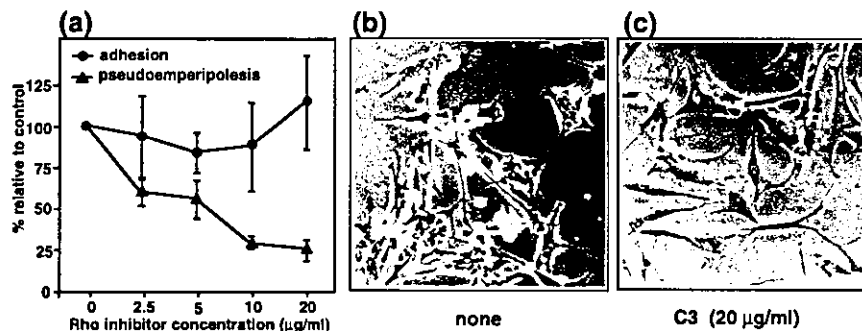 (a)
adhesion
pseudoemperipolesis
% relative to control
125
100
75
50
25
0
0 2.5 5 10 20
Rho inhibitor concentration (μg/ml)
(b)
none
(c)
C3 (20 μg/ml)